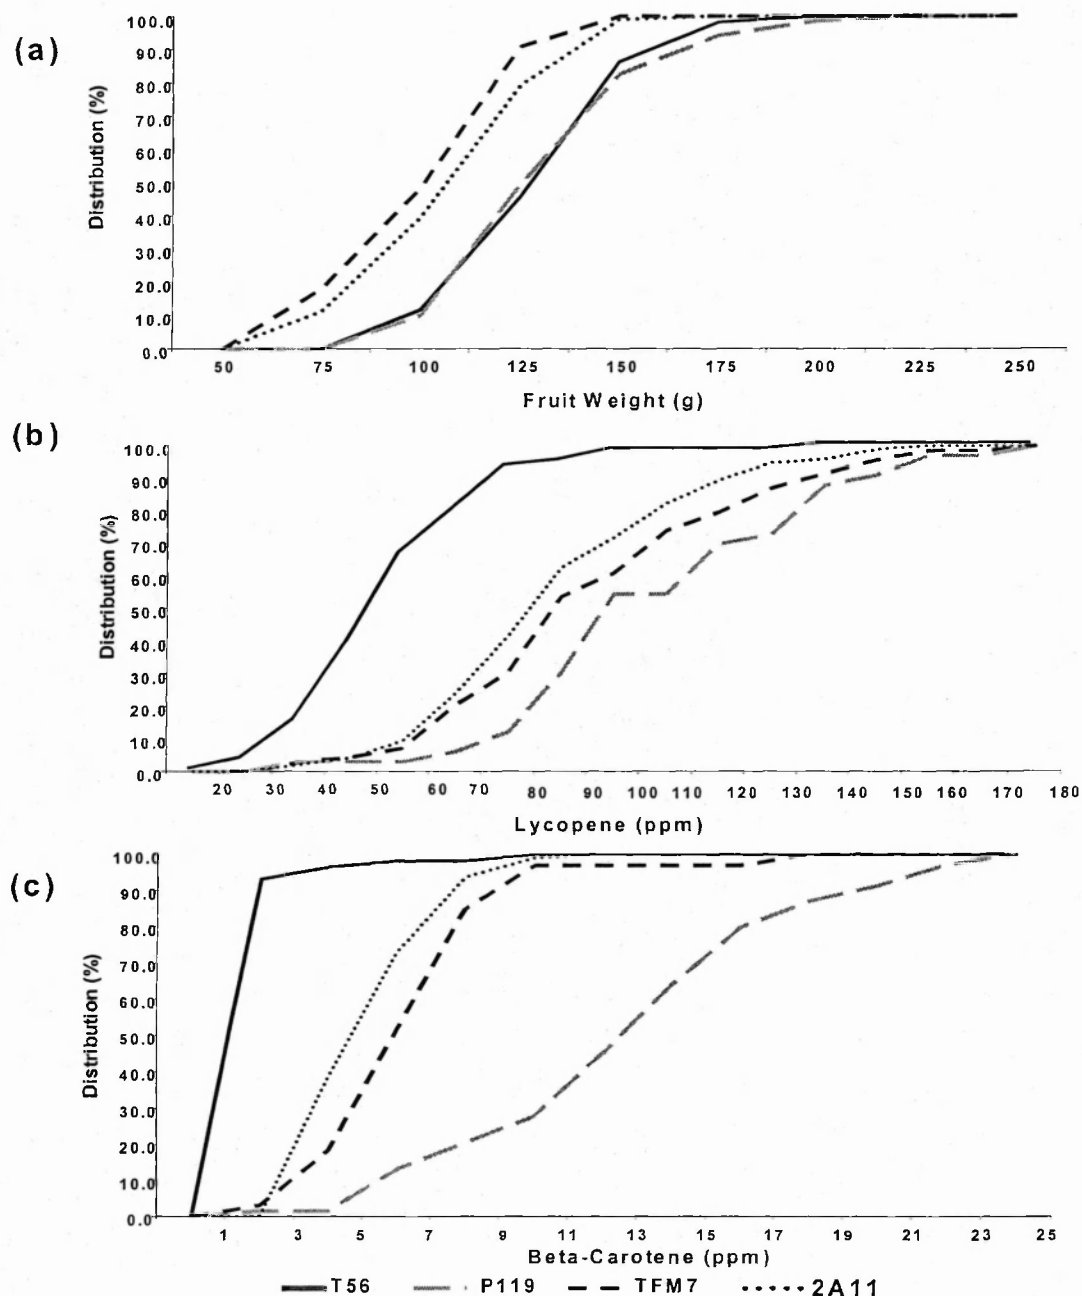 (a)
Distribution (%)
100.0
90.0
80.0
70.0
60.0
50.0
40.0
30.0
20.0
10.0
0.0
50 75 100 125 150 175 200 225 250
Fruit Weight (g)
(b)
Distribution (%)
100.0
90.0
80.0
70.0
60.0
50.0
40.0
30.0
20.0
10.0
0.0
20 30 40 50 60 70 80 90 100 110 120 130 140 150 160 170 180
Lycopene (ppm)
(c)
Distribution (%)
100.0
90.0
80.0
70.0
60.0
50.0
40.0
30.0
20.0
10.0
0.0
1 3 5 7 9 11 13 15 17 19 21 23 25
Beta-Carotene (ppm)
T56 P119 TFM7 2A11